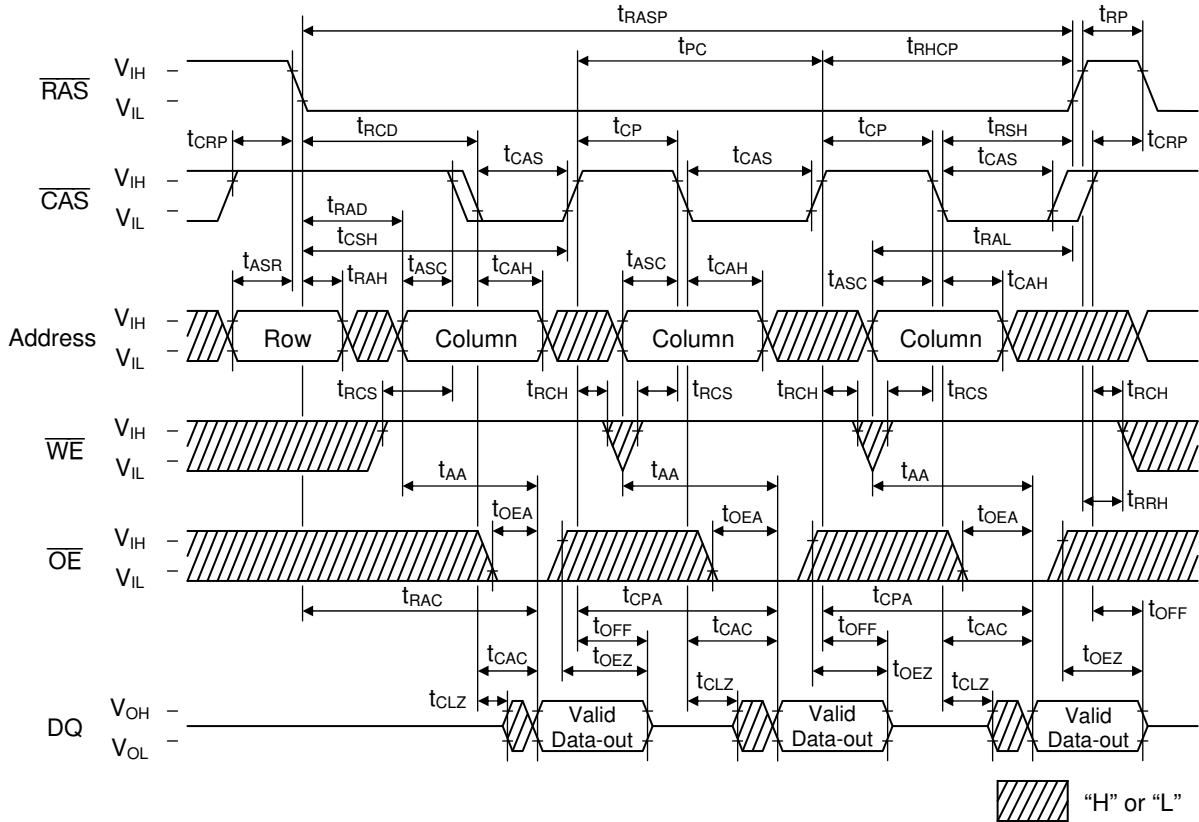 tRASP tRP
tPC tRHCP
RAS VIH
VIL
tCRP tRCD tCP tCP tRSH tCRP
tCAS tCAS tCAS
CAS VIH
VIL
tRAD
tCSH tRAL
tASR tRAH tASC tCAH tASC tCAH tASC tCAH
Address VIH
VIL
Row Column Column Column
tRCS tRCH tRCS tRCH tRCS tRCH
WE VIH
VIL
tAA tAA tAA
tRRH
tOEA tOEA tOEA
OE VIH
VIL
tRAC tCPA tCPA
tOFF tCAC tOFF tCAC tOFF
tCAC tOEZ tOEZ tOEZ
tCLZ tCLZ tCLZ
DQ VOH
VOL
Valid Data-out Valid Data-out Valid Data-out
“H” or “L”